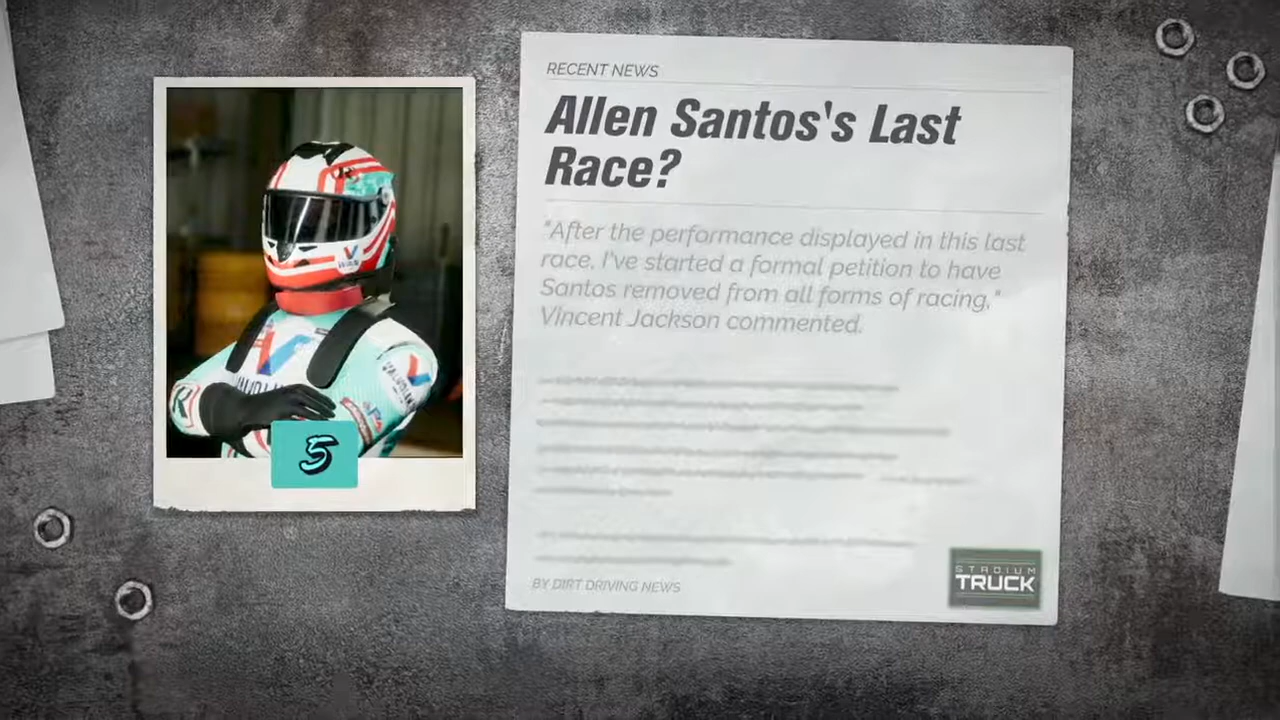 RECENT NEWS
Allen Santos's Last
Race?
"After the performance displayed in this last
race, I've started a formal petition to have
Santos removed from all forms of racing,"
Vincent Jackson commented.
BY DIRT DRIVING NEWS
STADIUM
TRUCK
5